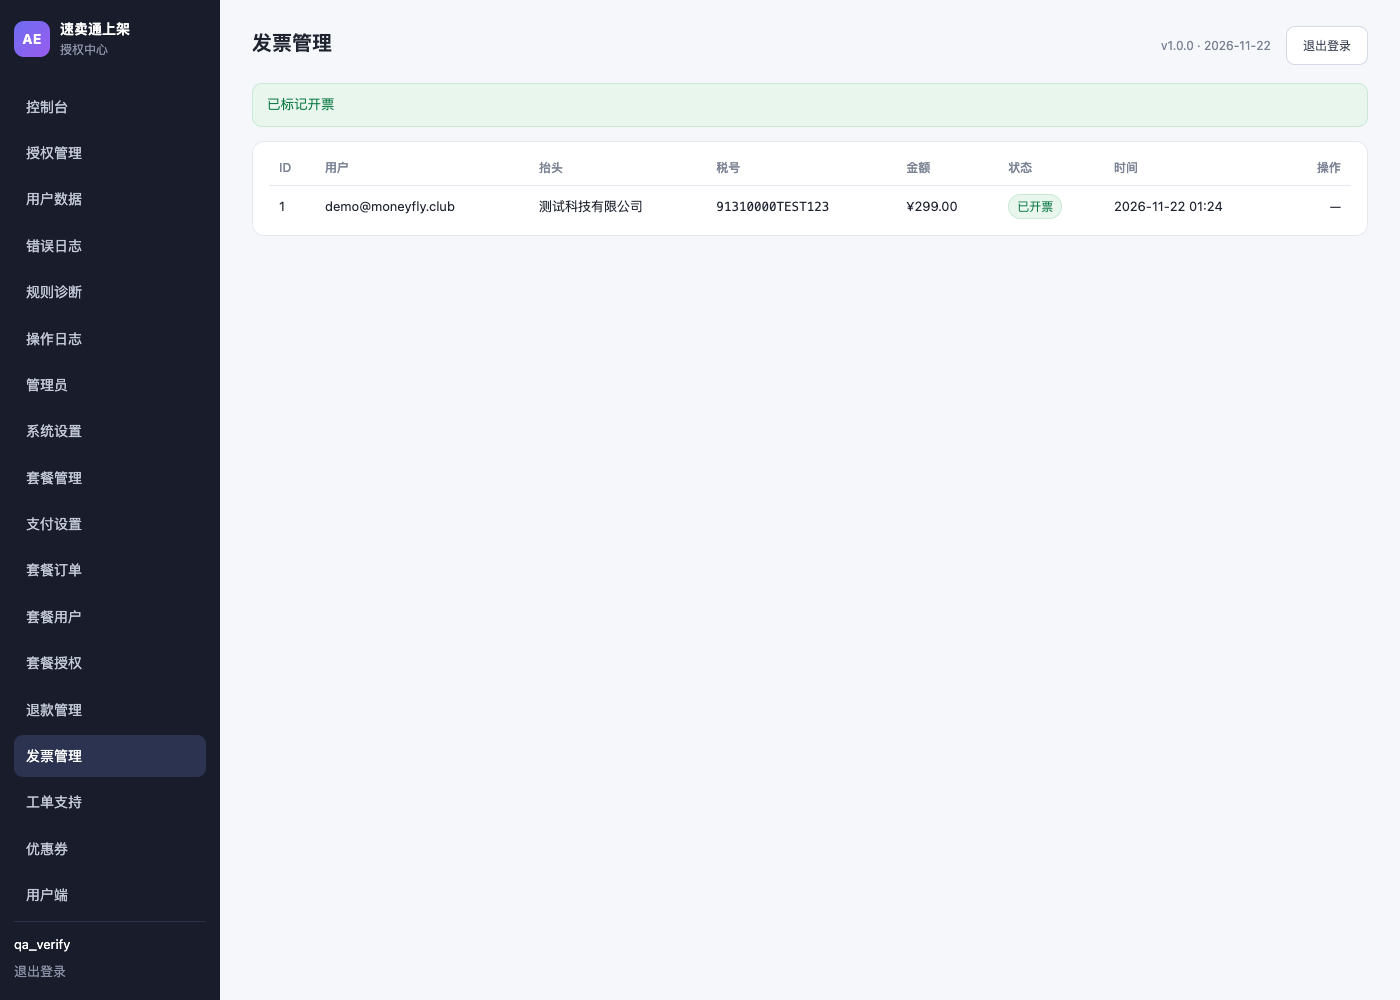 AE
速卖通上架
授权中心
控制台
授权管理
用户数据
错误日志
规则诊断
操作日志
管理员
系统设置
套餐管理
支付设置
套餐订单
套餐用户
套餐授权
退款管理
发票管理
工单支持
优惠券
用户端
qa_verify
退出登录
发票管理
v1.0.0 · 2026-11-22
退出登录
已标记开票
ID 用户 抬头 税号 金额 状态 时间 操作
1 demo@moneyfly.club 测试科技有限公司 91310000TEST123 ¥299.00 已开票 2026-11-22 01:24 —